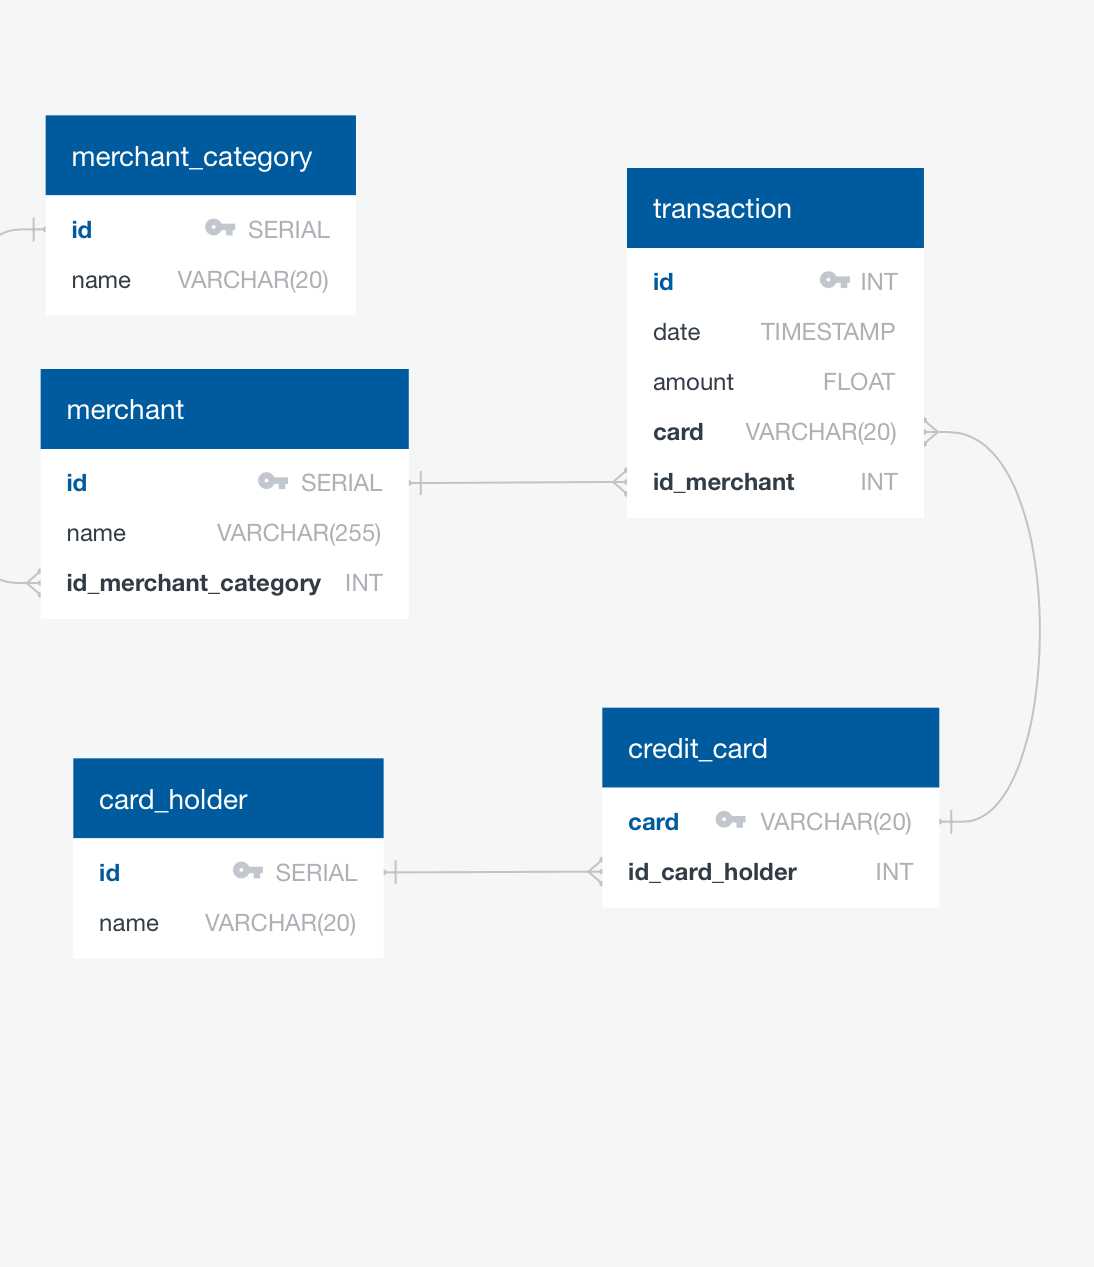 merchant_category
id SERIAL
name VARCHAR(20)
merchant
id SERIAL
name VARCHAR(255)
id_merchant_category INT
transaction
id INT
date TIMESTAMP
amount FLOAT
card VARCHAR(20)
id_merchant INT
card_holder
id SERIAL
name VARCHAR(20)
credit_card
card VARCHAR(20)
id_card_holder INT